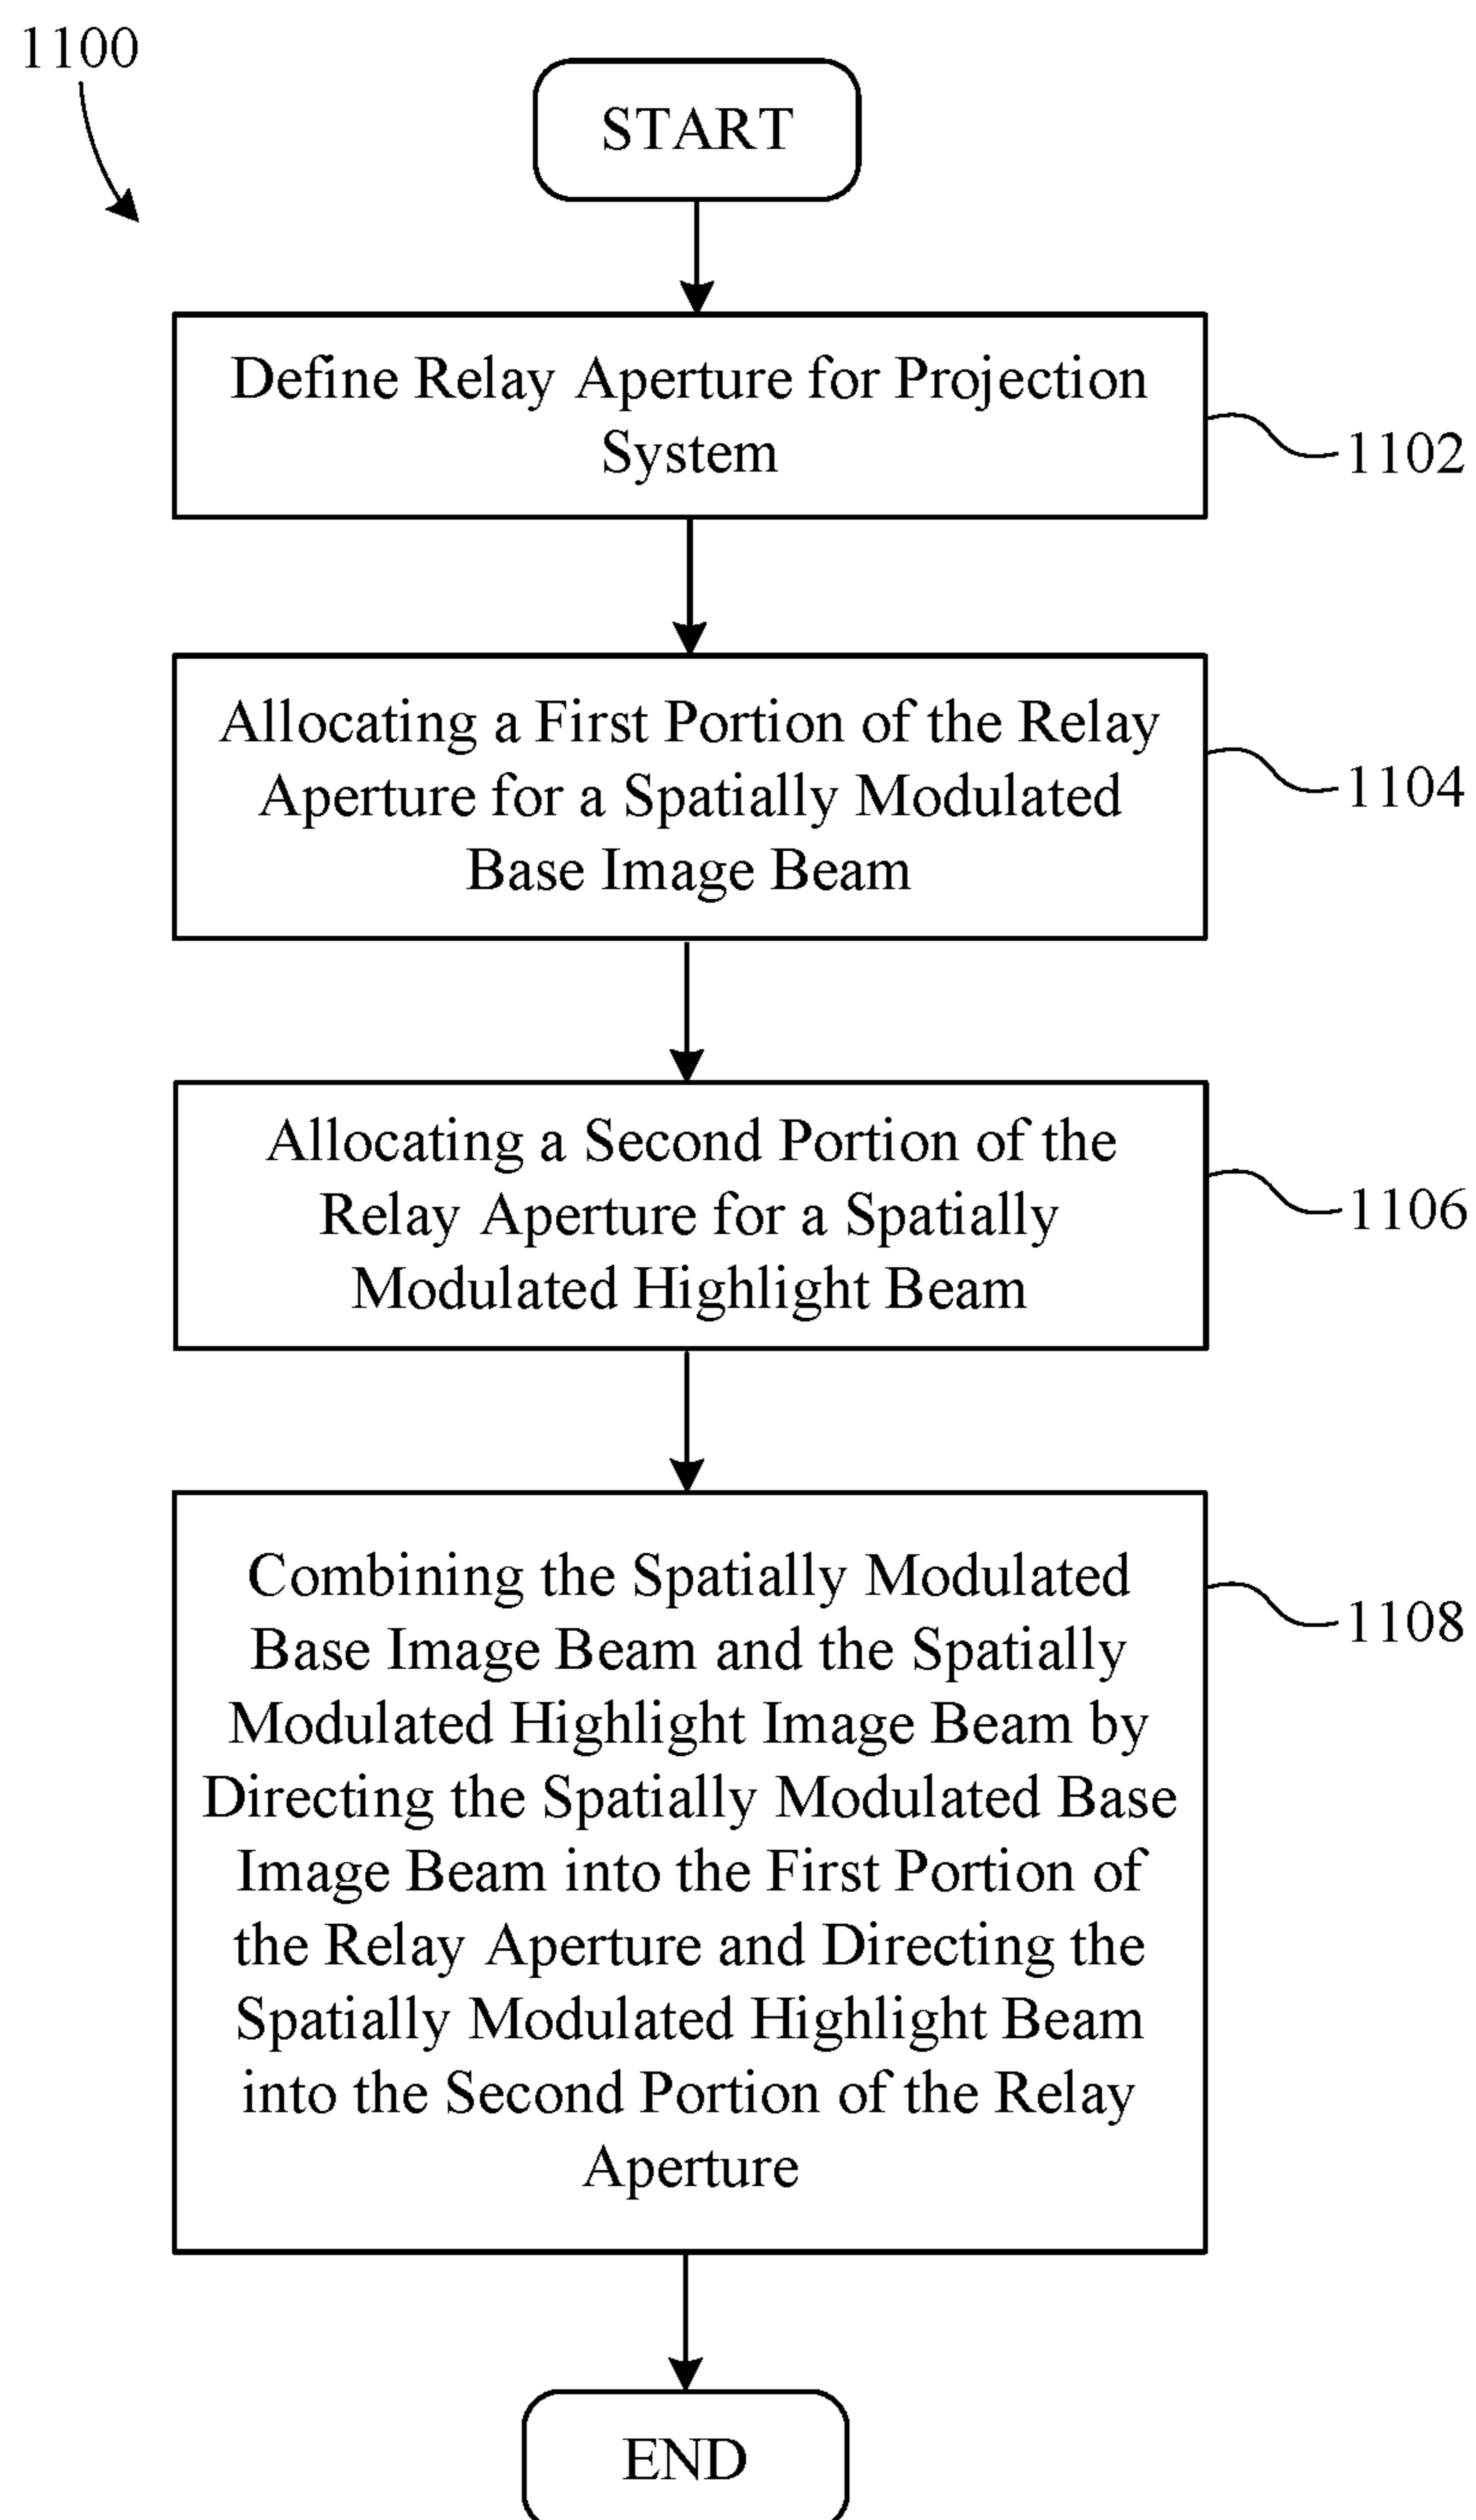 1100
START
Define Relay Aperture for Projection
System
1102
Allocating a First Portion of the Relay
Aperture for a Spatially Modulated
Base Image Beam
1104
Allocating a Second Portion of the
Relay Aperture for a Spatially
Modulated Highlight Beam
1106
Combining the Spatially Modulated
Base Image Beam and the Spatially
Modulated Highlight Image Beam by
Directing the Spatially Modulated Base
Image Beam into the First Portion of
the Relay Aperture and Directing the
Spatially Modulated Highlight Beam
into the Second Portion of the Relay
Aperture
1108
END